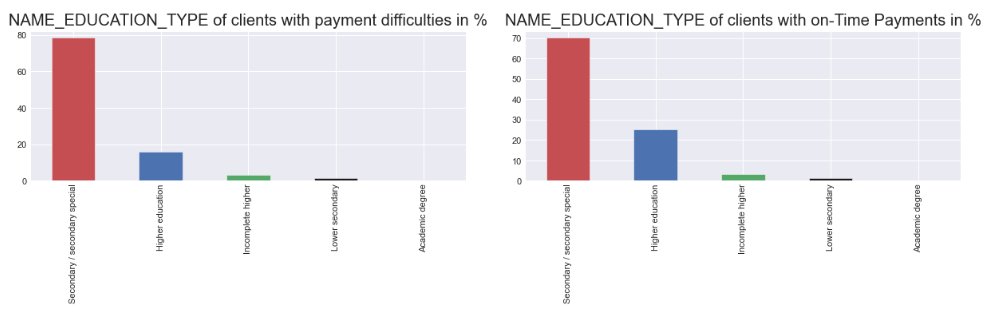 NAME_EDUCATION_TYPE of clients with payment difficulties in %
80
60
40
20
0
Secondary / secondary special
Higher education
Incomplete higher
Lower secondary
Academic degree
NAME_EDUCATION_TYPE of clients with on-Time Payments in %
70
60
50
40
30
20
10
0
Secondary / secondary special
Higher education
Incomplete higher
Lower secondary
Academic degree